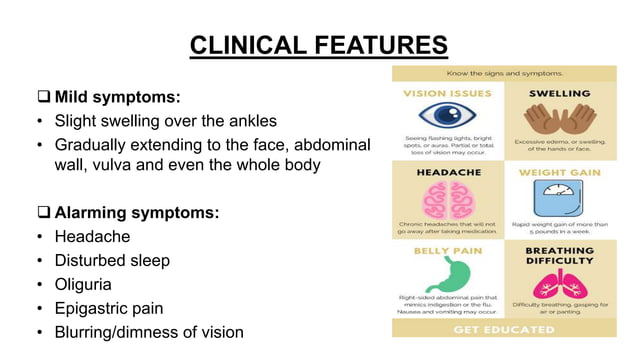 CLINICAL FEATURES
❑ Mild symptoms:
• Slight swelling over the ankles
• Gradually extending to the face, abdominal
wall, vulva and even the whole body
❑ Alarming symptoms:
• Headache
• Disturbed sleep
• Oliguria
• Epigastric pain
• Blurring/dimness of vision
Know the signs and symptoms.
VISION ISSUES
Seeing flashing lights, bright
spots, or auras. Partial or total
loss of vision may occur.
SWELLING
Excessive edema, or swelling,
of the hands or face.
HEADACHE
Chronic headaches that will not
go away after taking medication.
WEIGHT GAIN
Rapid weight gain of more than
5 pounds in a week.
BELLY PAIN
Right-sided abdominal pain that
mimics indigestion or the flu.
Nausea and vomiting may occur.
BREATHING
DIFFICULTY
Difficulty breathing, gasping for
air or panting.
GET EDUCATED